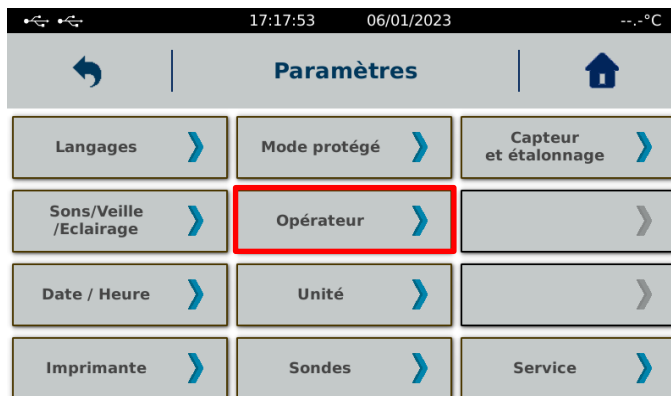 17:17:53 06/01/2023 --.-°C
Paramètres
Langages
Mode protégé
Capteur
et étalonnage
Sons/Veille
/Eclairage
Opérateur
Date / Heure
Unité
Imprimante
Sondes
Service